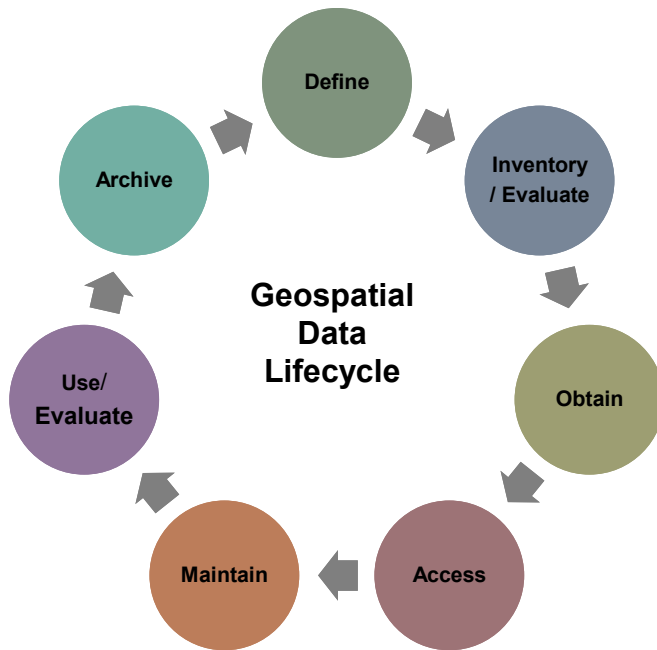 Define
Inventory
/ Evaluate
Obtain
Access
Maintain
Use/
Evaluate
Archive
Geospatial
Data
Lifecycle